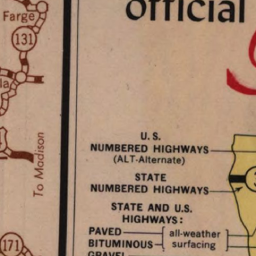 official
Farge
131
To Madison
171
U.S.
NUMBERED HIGHWAYS
(ALT-Alternate)
STATE
NUMBERED HIGHWAYS
STATE AND U.S.
HIGHWAYS:
PAVED
BITUMINOUS
GRAVEL
all-weather
surfacing